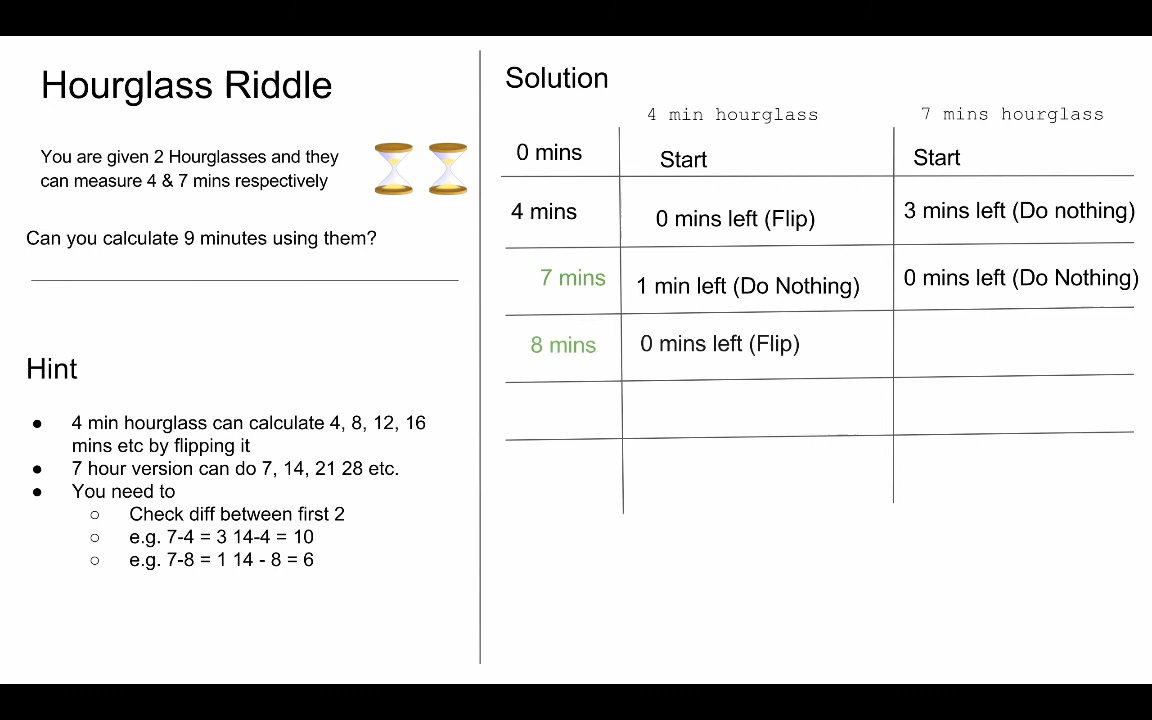 Hourglass Riddle
You are given 2 Hourglasses and they
can measure 4 & 7 mins respectively
Can you calculate 9 minutes using them?
Hint
● 4 min hourglass can calculate 4, 8, 12, 16
mins etc by flipping it
● 7 hour version can do 7, 14, 21 28 etc.
● You need to
○ Check diff between first 2
○ e.g. 7-4 = 3 14-4 = 10
○ e.g. 7-8 = 1 14 - 8 = 6
Solution
4 min hourglass 7 mins hourglass
0 mins Start Start
4 mins 0 mins left (Flip) 3 mins left (Do nothing)
7 mins 1 min left (Do Nothing) 0 mins left (Do Nothing)
8 mins 0 mins left (Flip)